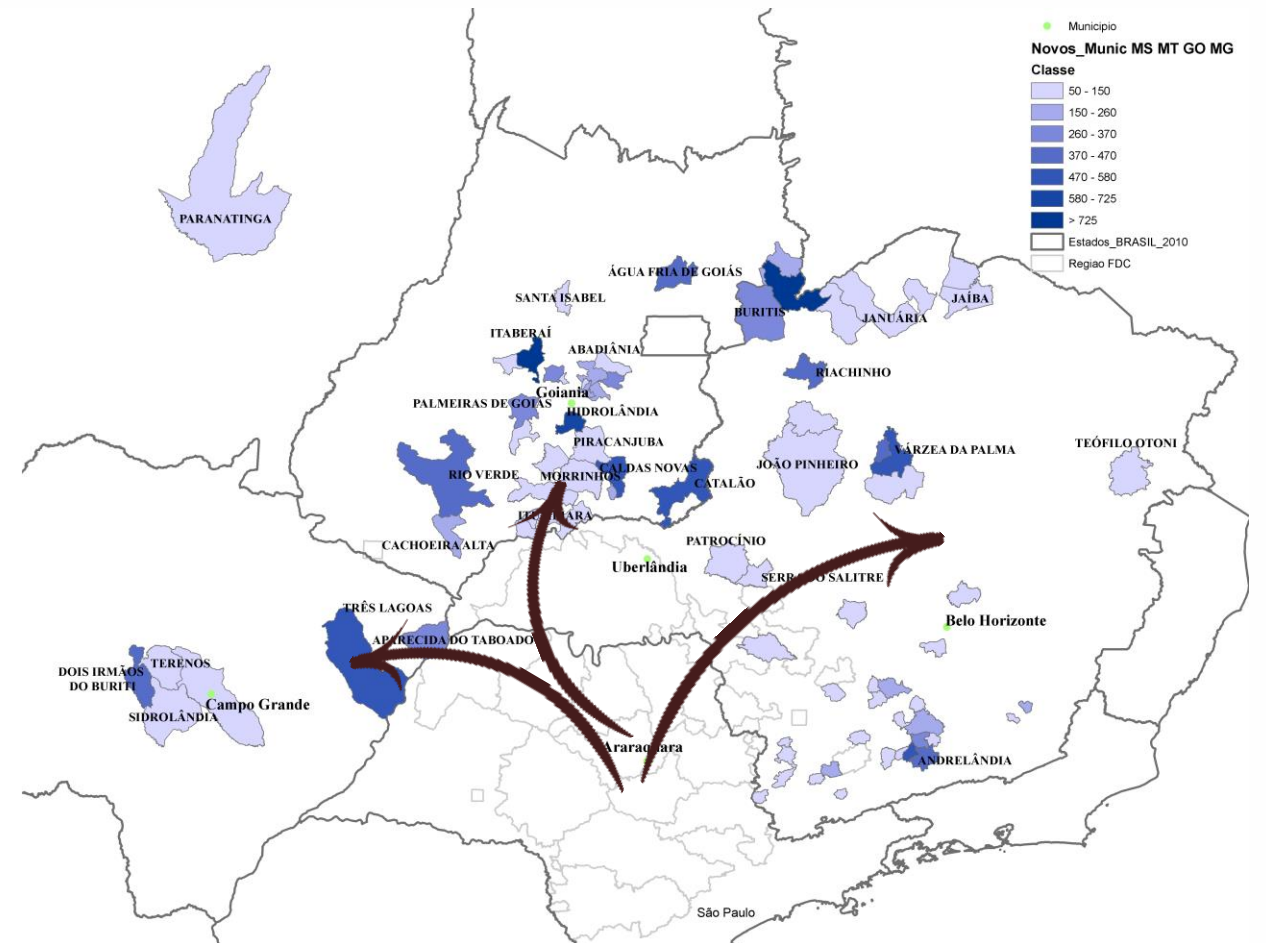 Municipio
Novos_Munic MS MT GO MG
Classe
50 - 150
150 - 260
260 - 370
370 - 470
470 - 580
580 - 725
> 725
Estados_BRASIL_2010
Regiao FDC
PARANATINGA
ÁGUA FRIA DE GOIÁS
SANTA ISABEL
BURITIS
JANUÁRIA
JAÍBA
ITABERAÍ
ABADIÂNIA
RIACHINHO
Goiania
PALMEIRAS DE GOIÁS
HIDROLÂNDIA
PIRACANJUBA
RIO VERDE
MORRINHOS
CALDAS NOVAS
CATALÃO
JOÃO PINHEIRO
VÁRZEA DA PALMA
TEÓFILO OTONI
CACHOEIRA ALTA
PATROCÍNIO
Uberlândia
SALITRE
TRÊS LAGOAS
APARECIDA DO TABOADO
Belo Horizonte
DOIS IRMÃOS
DO BURITI
TERENOS
SIDROLÂNDIA
Campo Grande
Araraquara
ANDRELÂNDIA
São Paulo